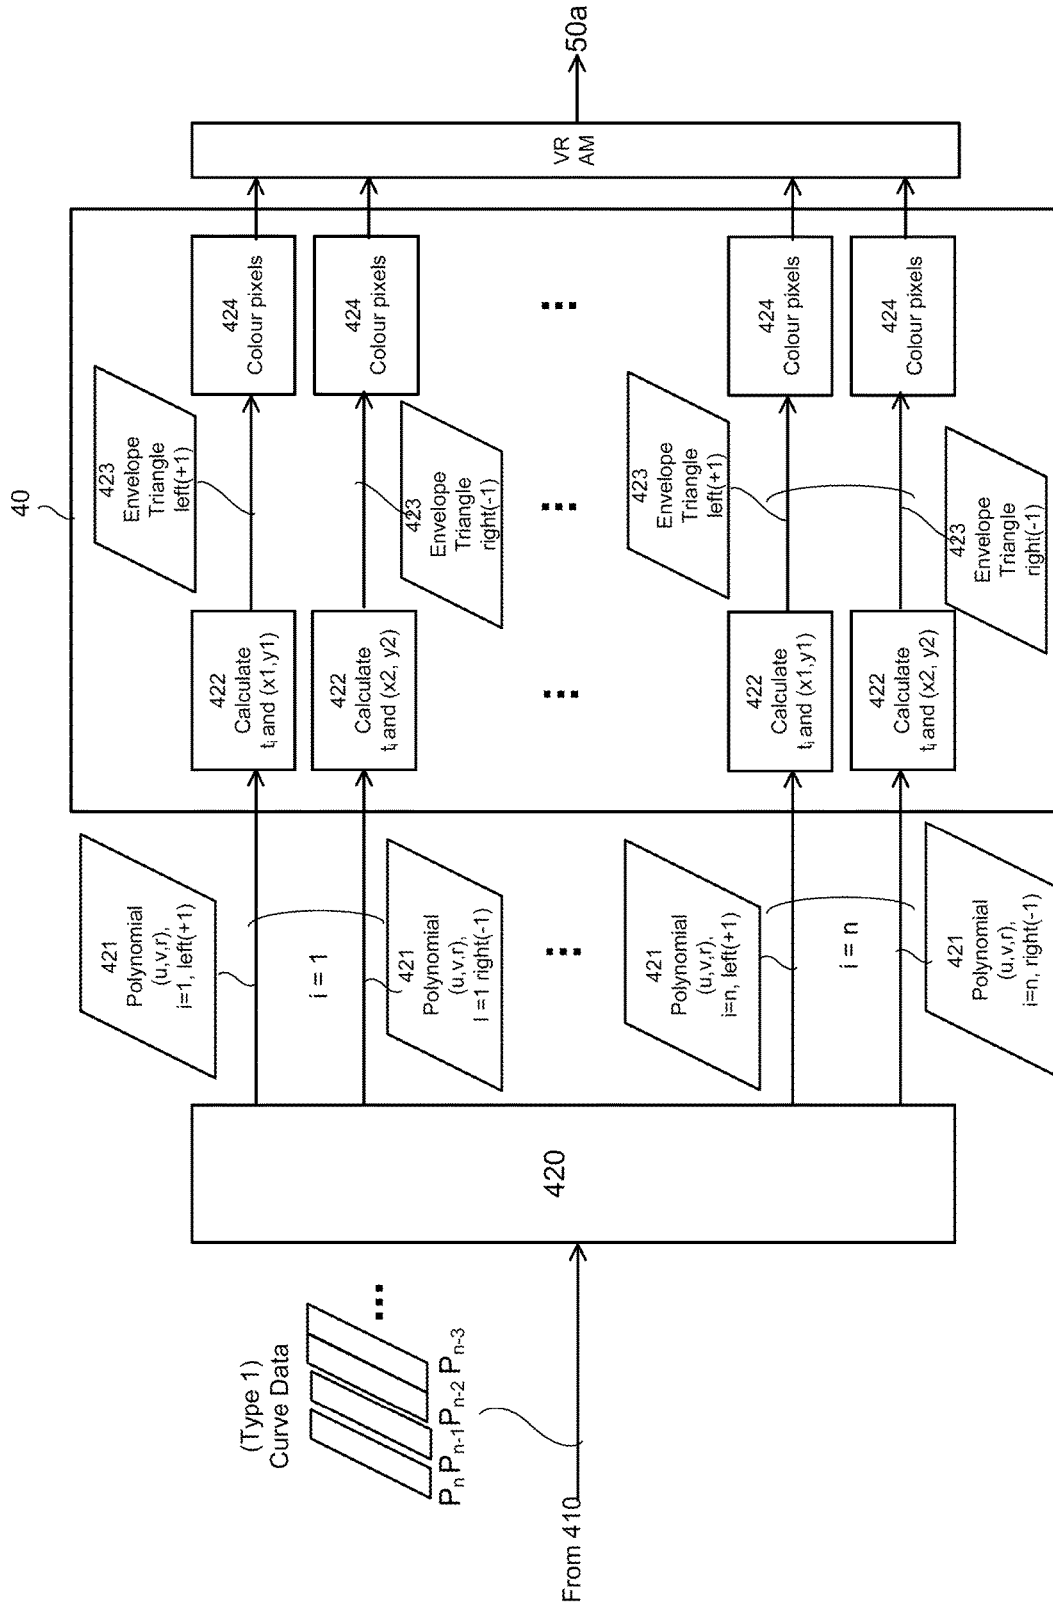 40
(Type 1)
Curve Data
Pn Pn-1 Pn-2 Pn-3
From 410
420
421
Polynomial
(u,v,r),
i=1, left(+1)
i = 1
421
Polynomial
(u,v,r),
I =1 right(-1)
421
Polynomial
(u,v,r),
i=n, left(+1)
i = n
421
Polynomial
(u,v,r),
i=n, right(-1)
422
Calculate
ti and (x1,y1)
422
Calculate
ti and (x2, y2)
422
Calculate
ti and (x1,y1)
422
Calculate
ti and (x2, y2)
423
Envelope
Triangle
left(+1)
423
Envelope
Triangle
right(-1)
423
Envelope
Triangle
left(+1)
423
Envelope
Triangle
right(-1)
424
Colour pixels
424
Colour pixels
424
Colour pixels
424
Colour pixels
VR
AM
50a